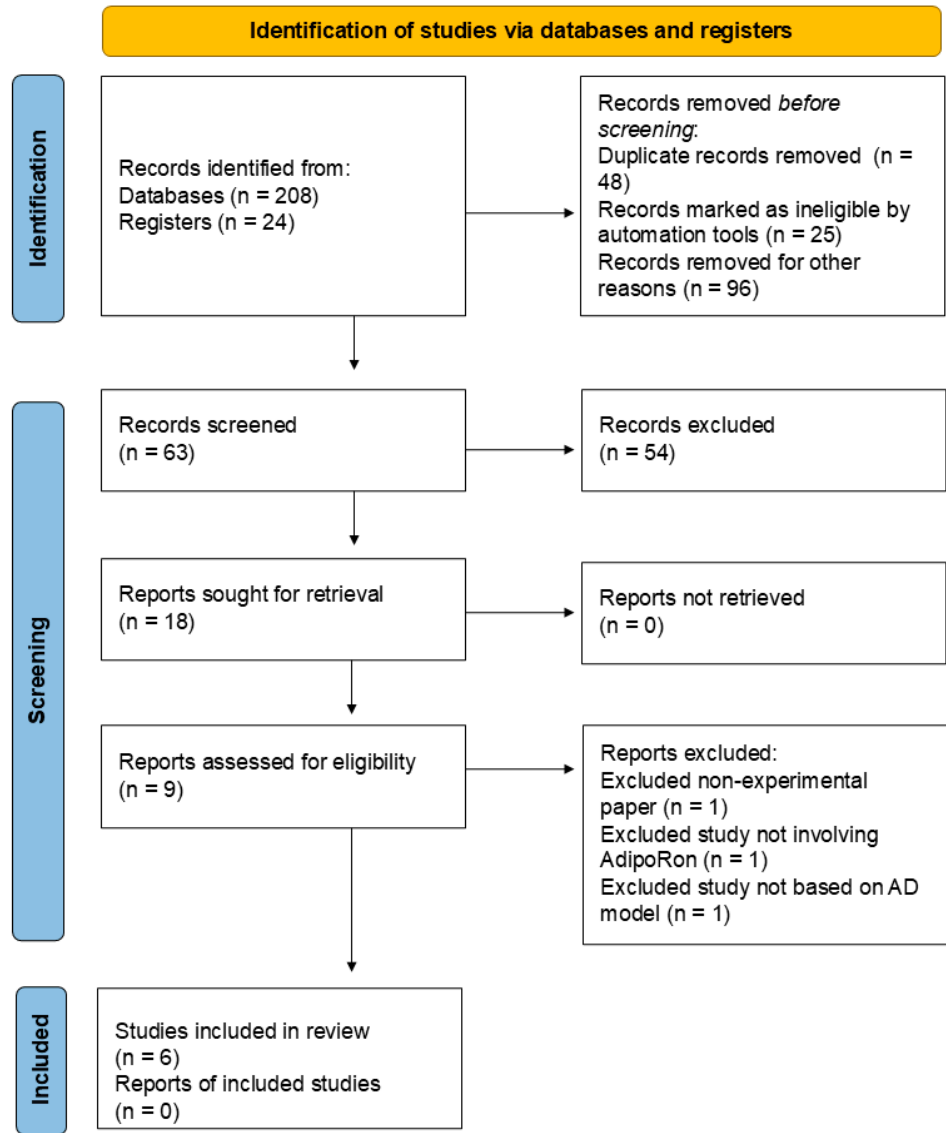 Identification of studies via databases and registers
Identification
Records identified from:
Databases (n = 208)
Registers (n = 24)
Records removed before
screening:
Duplicate records removed  (n =
48)
Records marked as ineligible by
automation tools (n = 25)
Records removed for other
reasons (n = 96)
Screening
Records screened
(n = 63)
Records excluded
(n = 54)
Reports sought for retrieval
(n = 18)
Reports not retrieved
(n = 0)
Reports assessed for eligibility
(n = 9)
Reports excluded:
Excluded non-experimental
paper (n = 1)
Excluded study not involving
AdipoRon (n = 1)
Excluded study not based on AD
model (n = 1)
Included
Studies included in review
(n = 6)
Reports of included studies
(n = 0)